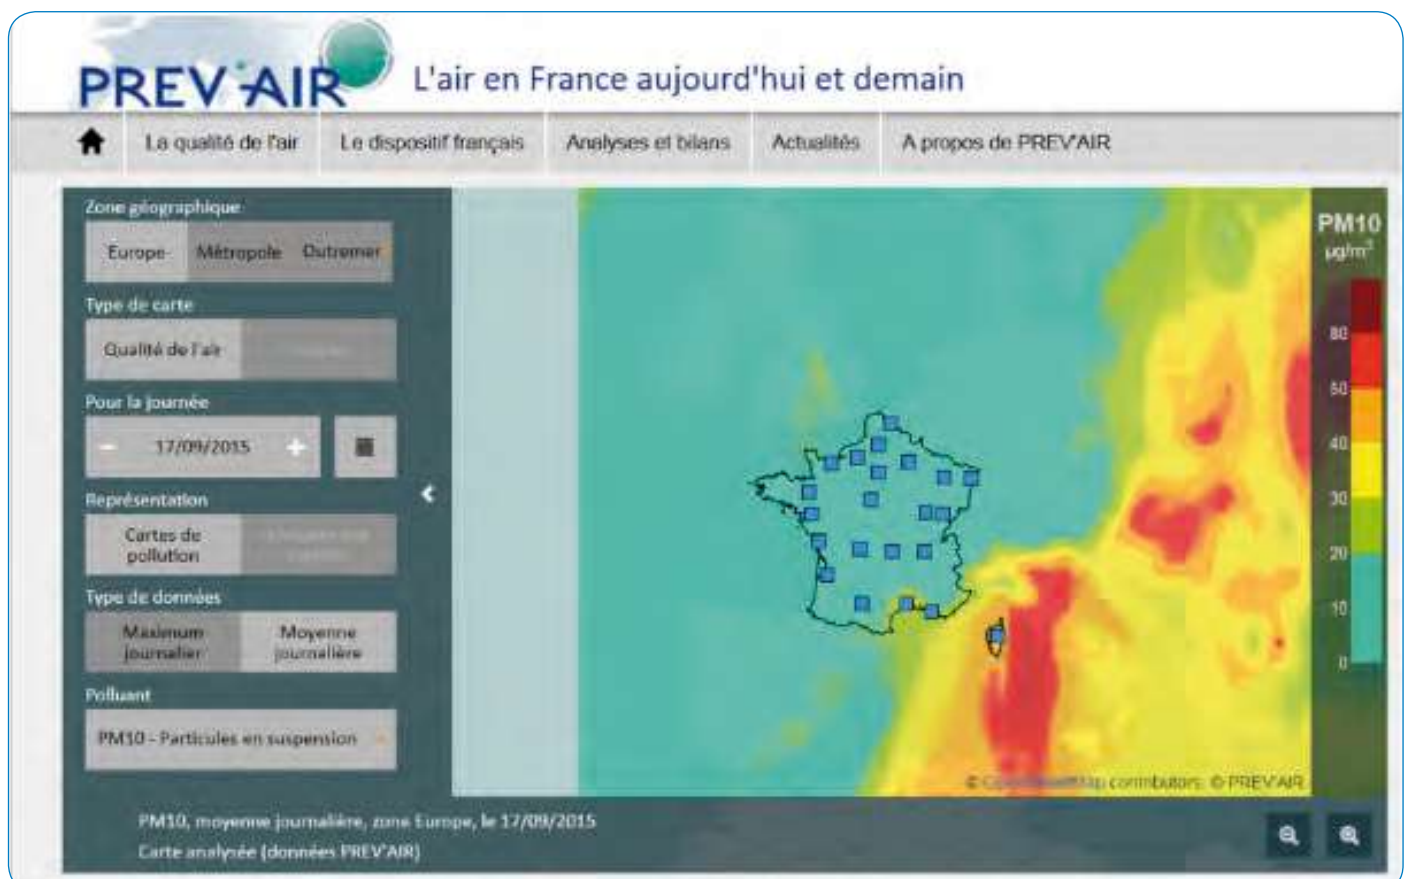 PREV'AIR
L'air en France aujourd'hui et demain
La qualité de l'air
Le dispositif français
Analyses et bilans
Actualités
A propos de PREV'AIR
Zone géographique
Europe
Métropole
Outremer
Type de carte
Qualité de l'air
Pour la journée
- 17/09/2015 +
Représentation
Cartes de
pollution
Type de données
Maximum
journalier
Moyenne
journalière
Polluant
PM10 - Particules en suspension
PM10
µg/m³
80
50
40
30
20
10
0
© OpenStreetMap contributors, © PREV'AIR
PM10, moyenne journalière, zone Europe, le 17/09/2015
Carte analysée (données PREV'AIR)